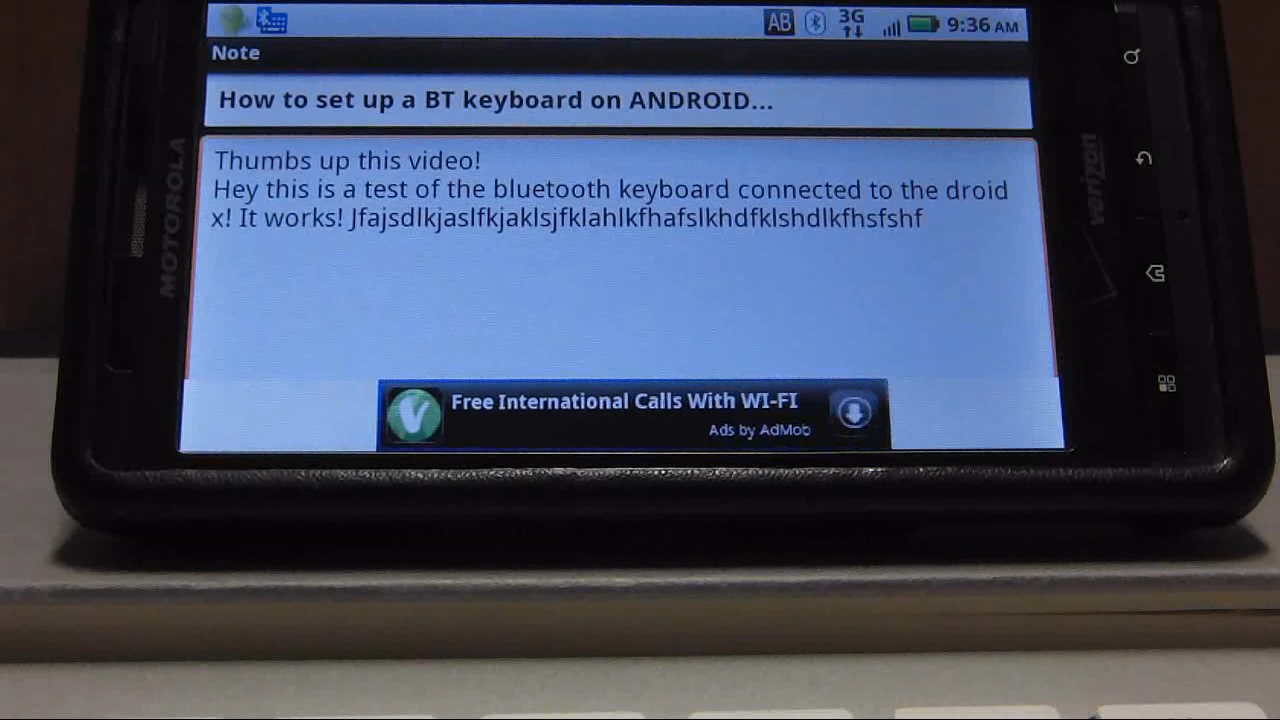 AB 3G 9:36 AM
Note
How to set up a BT keyboard on ANDROID...
Thumbs up this video!
Hey this is a test of the bluetooth keyboard connected to the droid
x! It works! Jfajsdlkjaslfkjaklsjfklahlkfhafslkhdfklshdlkfhsfshf
Free International Calls With WI-FI
Ads by AdMob
MOTOROLA
verizon